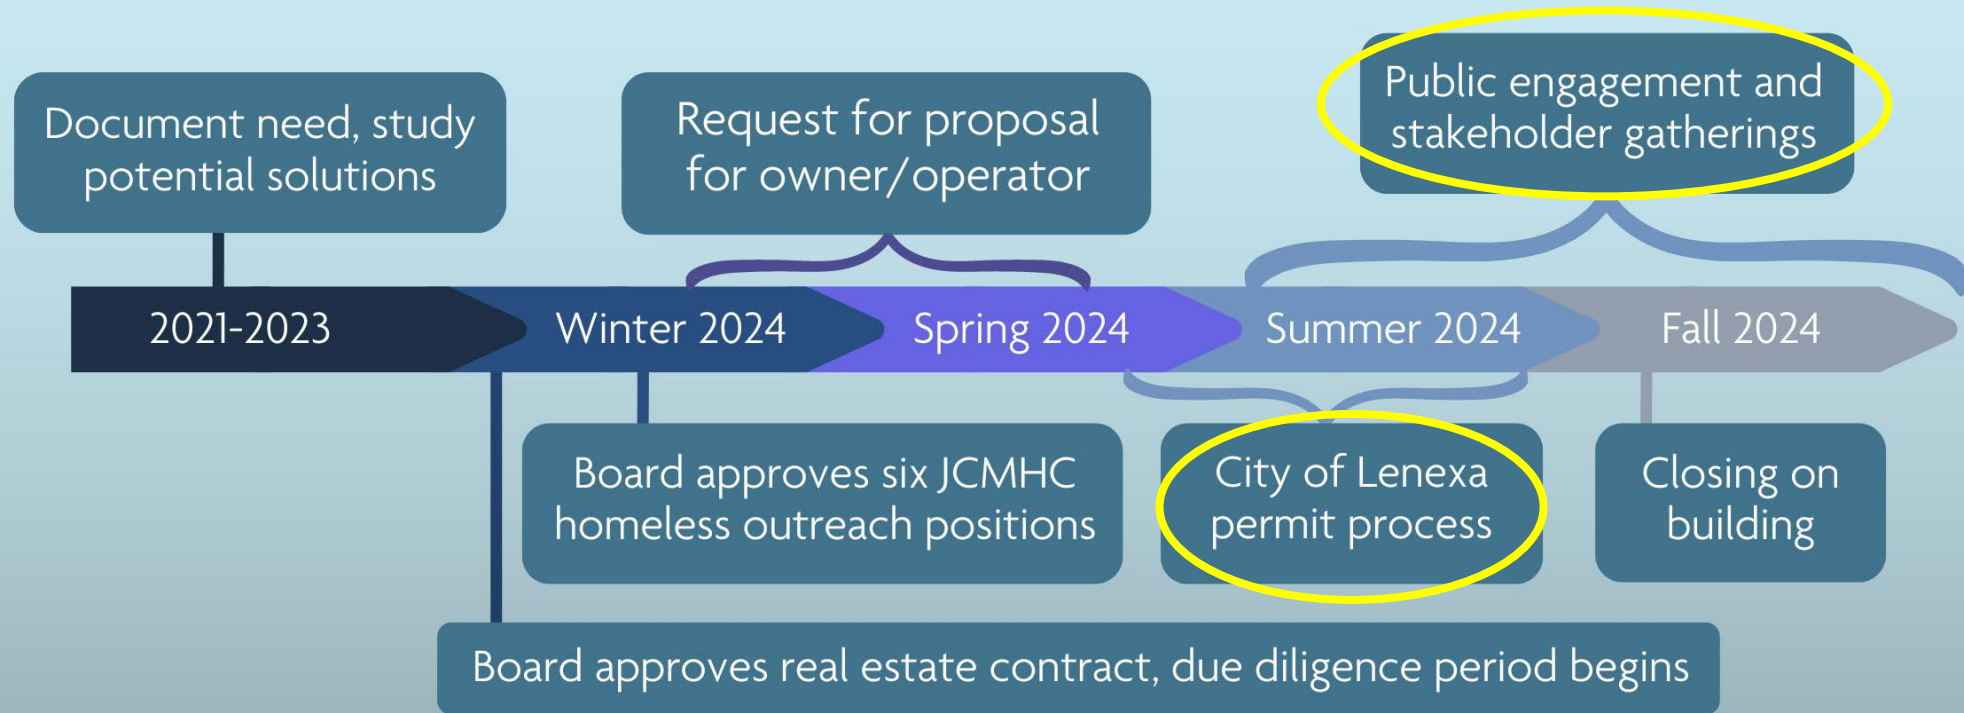 Document need, study
potential solutions
Request for proposal
for owner/operator
Public engagement and
stakeholder gatherings
2021-2023
Winter 2024
Spring 2024
Summer 2024
Fall 2024
Board approves six JCMHC
homeless outreach positions
City of Lenexa
permit process
Closing on
building
Board approves real estate contract, due diligence period begins